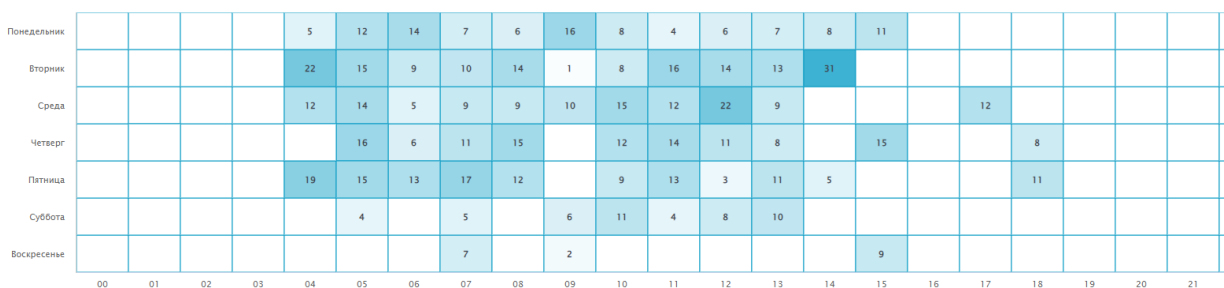 Понедельник 5 12 14 7 6 16 8 4 6 7 8 11
Вторник 22 15 9 10 14 1 8 16 14 13 31
Среда 12 14 5 9 9 10 15 12 22 9 12
Четверг 16 6 11 15 12 14 11 8 15 8
Пятница 19 15 13 17 12 9 13 3 11 5 11
Суббота 4 5 6 11 4 8 10
Воскресенье 7 2 9
00 01 02 03 04 05 06 07 08 09 10 11 12 13 14 15 16 17 18 19 20 21